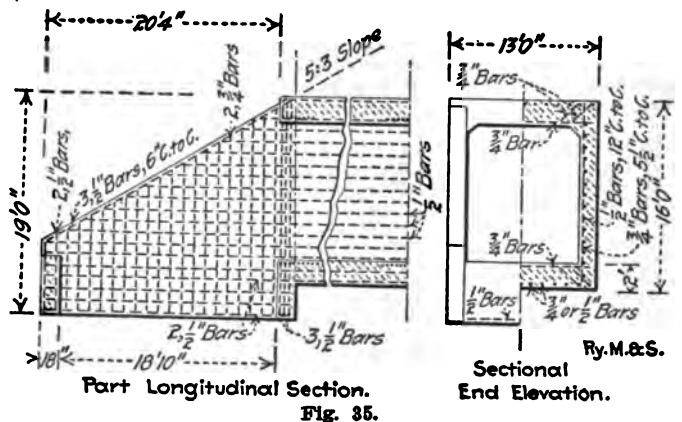 20'4"
5:3 Slope
13'0"
3/4" Bars
2, 3/4" Bars
3, 1/2" Bars, 6" C. to C.
2, 1/2" Bars,
19'0"
1/2" Bars
3/4" Bar
1/2" Bars, 12" C. to C.
3/4" Bars, 5 1/2" C. to C.
16'0"
3/4" Bars
24"
1/2" Bars
3/4" or 1/2" Bars
2, 1/2" Bars
3, 1/2" Bars
18"
18'10"
Ry. M. & S.
Part Longitudinal Section.
Sectional
End Elevation.
Fig. 35.